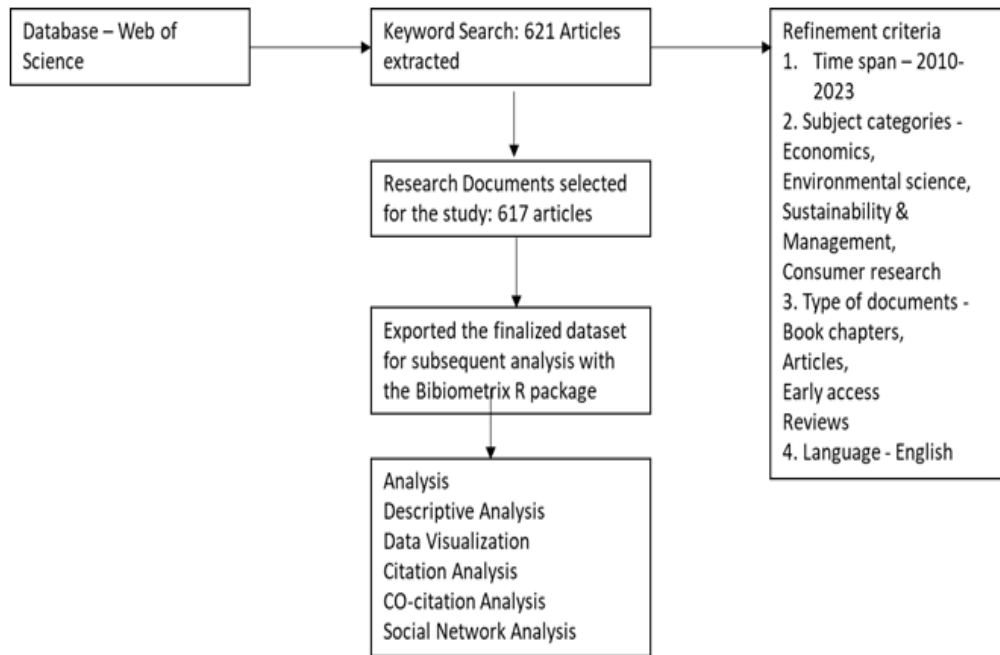 Database – Web of
Science
Keyword Search: 621 Articles
extracted
Refinement criteria
1. Time span – 2010-
2023
2. Subject categories -
Economics,
Environmental science,
Sustainability &
Management,
Consumer research
3. Type of documents -
Book chapters,
Articles,
Early access
Reviews
4. Language - English
Research Documents selected
for the study: 617 articles
Exported the finalized dataset
for subsequent analysis with
the Bibiometrix R package
Analysis
Descriptive Analysis
Data Visualization
Citation Analysis
CO-citation Analysis
Social Network Analysis